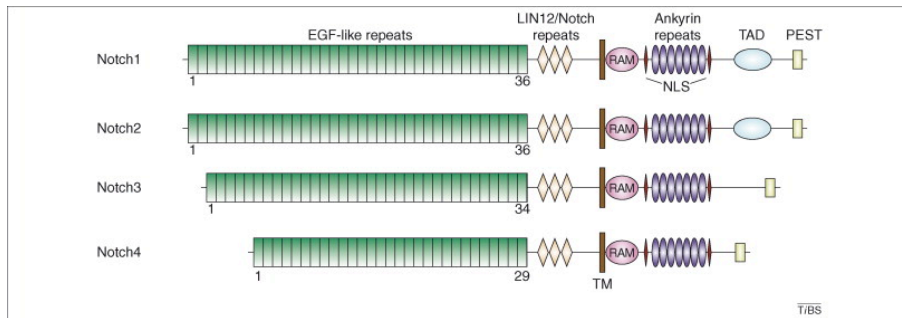 EGF-like repeats
LIN12/Notch repeats
Ankyrin repeats
TAD
PEST
Notch1
1
36
RAM
NLS
Notch2
1
36
RAM
Notch3
1
34
RAM
Notch4
1
29
RAM
TM
TiBS